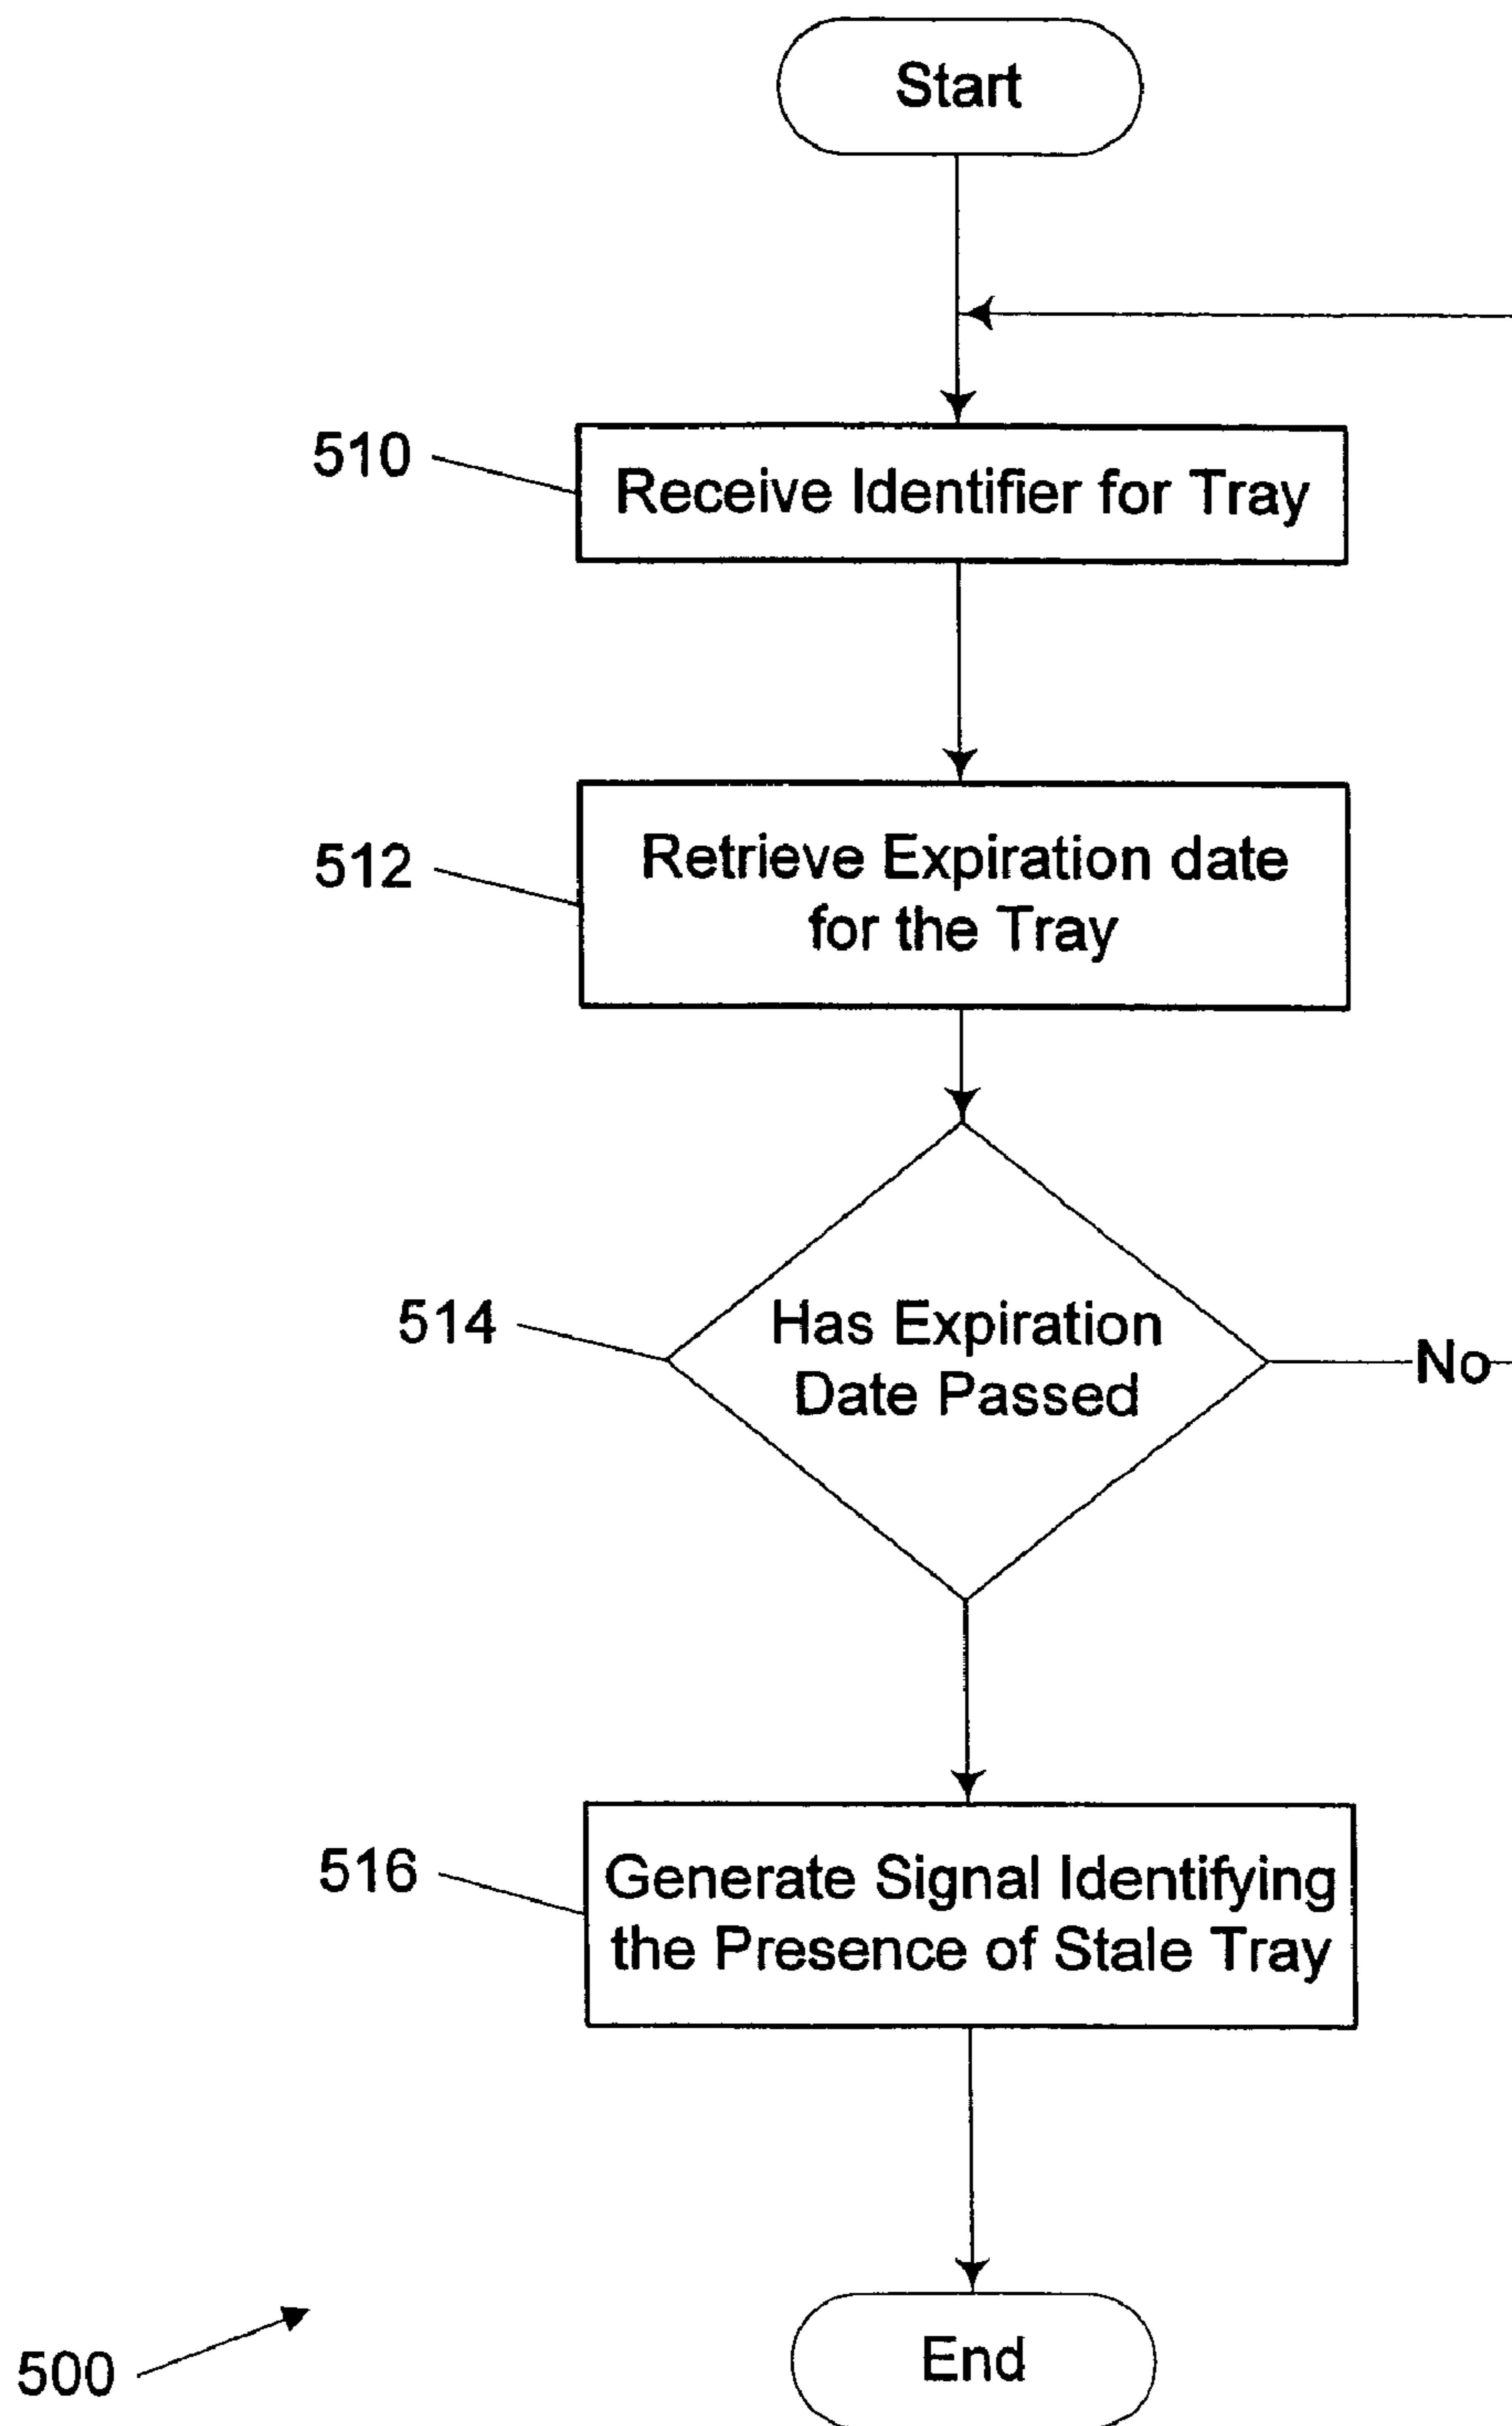 Start
510
Receive Identifier for Tray
512
Retrieve Expiration date
for the Tray
514
Has Expiration
Date Passed
No
516
Generate Signal Identifying
the Presence of Stale Tray
500
End